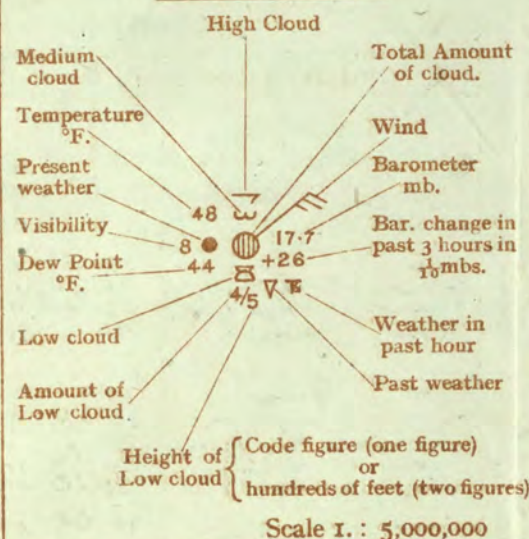 High Cloud
Medium cloud
Total Amount of cloud.
Temperature °F.
Wind
Present weather
Barometer mb.
48
Visibility
8
17.7
Bar. change in past 3 hours in 1/10 mbs.
+26
Dew Point °F.
44
4/5
Low cloud
Weather in past hour
Amount of Low cloud
Past weather
Height of Low cloud { Code figure (one figure)
or
hundreds of feet (two figures)
Scale 1. : 5,000,000